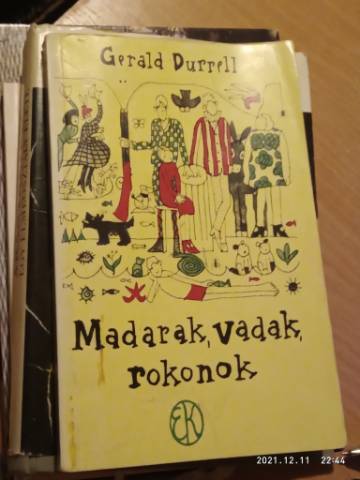 Gerald Durrell
Madarak, vadak,
rokonok
EK
2021.12.11 22:44